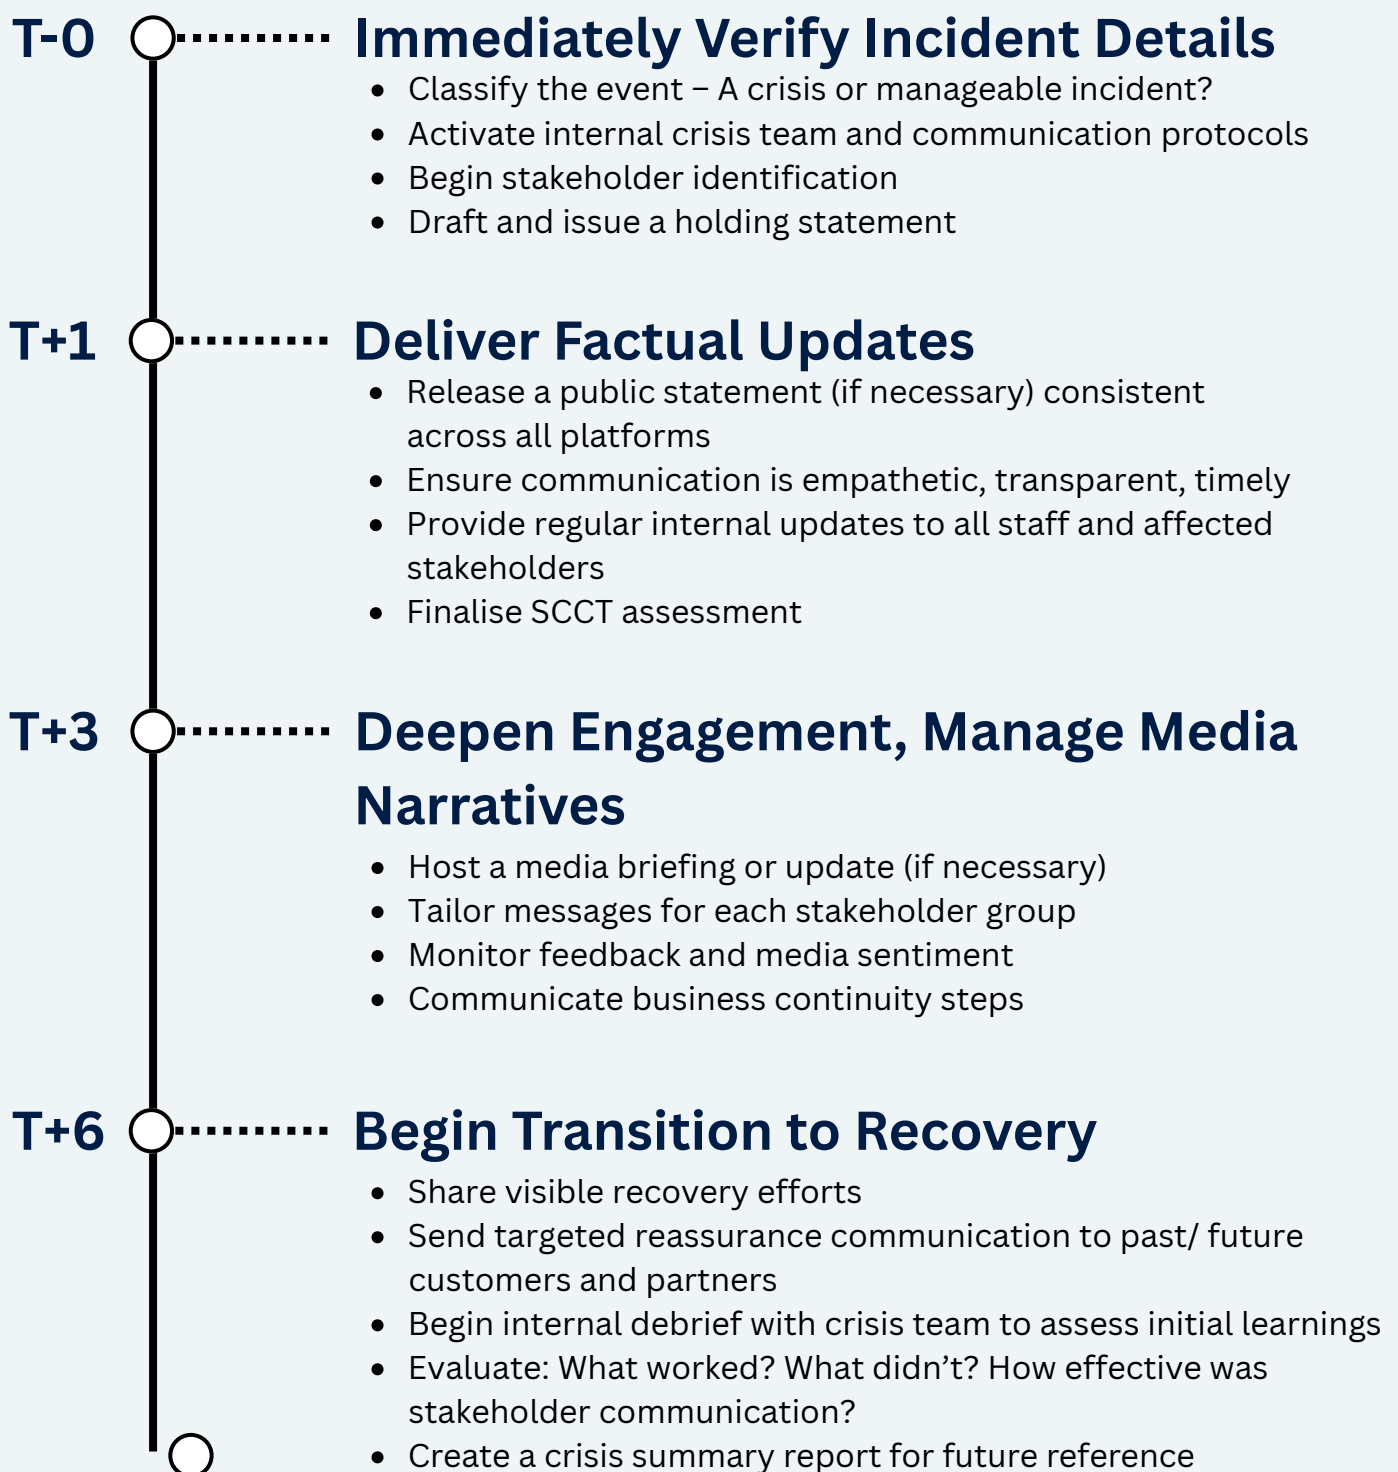 T-0 Immediately Verify Incident Details
• Classify the event – A crisis or manageable incident?
• Activate internal crisis team and communication protocols
• Begin stakeholder identification
• Draft and issue a holding statement
T+1 Deliver Factual Updates
• Release a public statement (if necessary) consistent
across all platforms
• Ensure communication is empathetic, transparent, timely
• Provide regular internal updates to all staff and affected
stakeholders
• Finalise SCCT assessment
T+3 Deepen Engagement, Manage Media
Narratives
• Host a media briefing or update (if necessary)
• Tailor messages for each stakeholder group
• Monitor feedback and media sentiment
• Communicate business continuity steps
T+6 Begin Transition to Recovery
• Share visible recovery efforts
• Send targeted reassurance communication to past/ future
customers and partners
• Begin internal debrief with crisis team to assess initial learnings
• Evaluate: What worked? What didn’t? How effective was
stakeholder communication?
• Create a crisis summary report for future reference